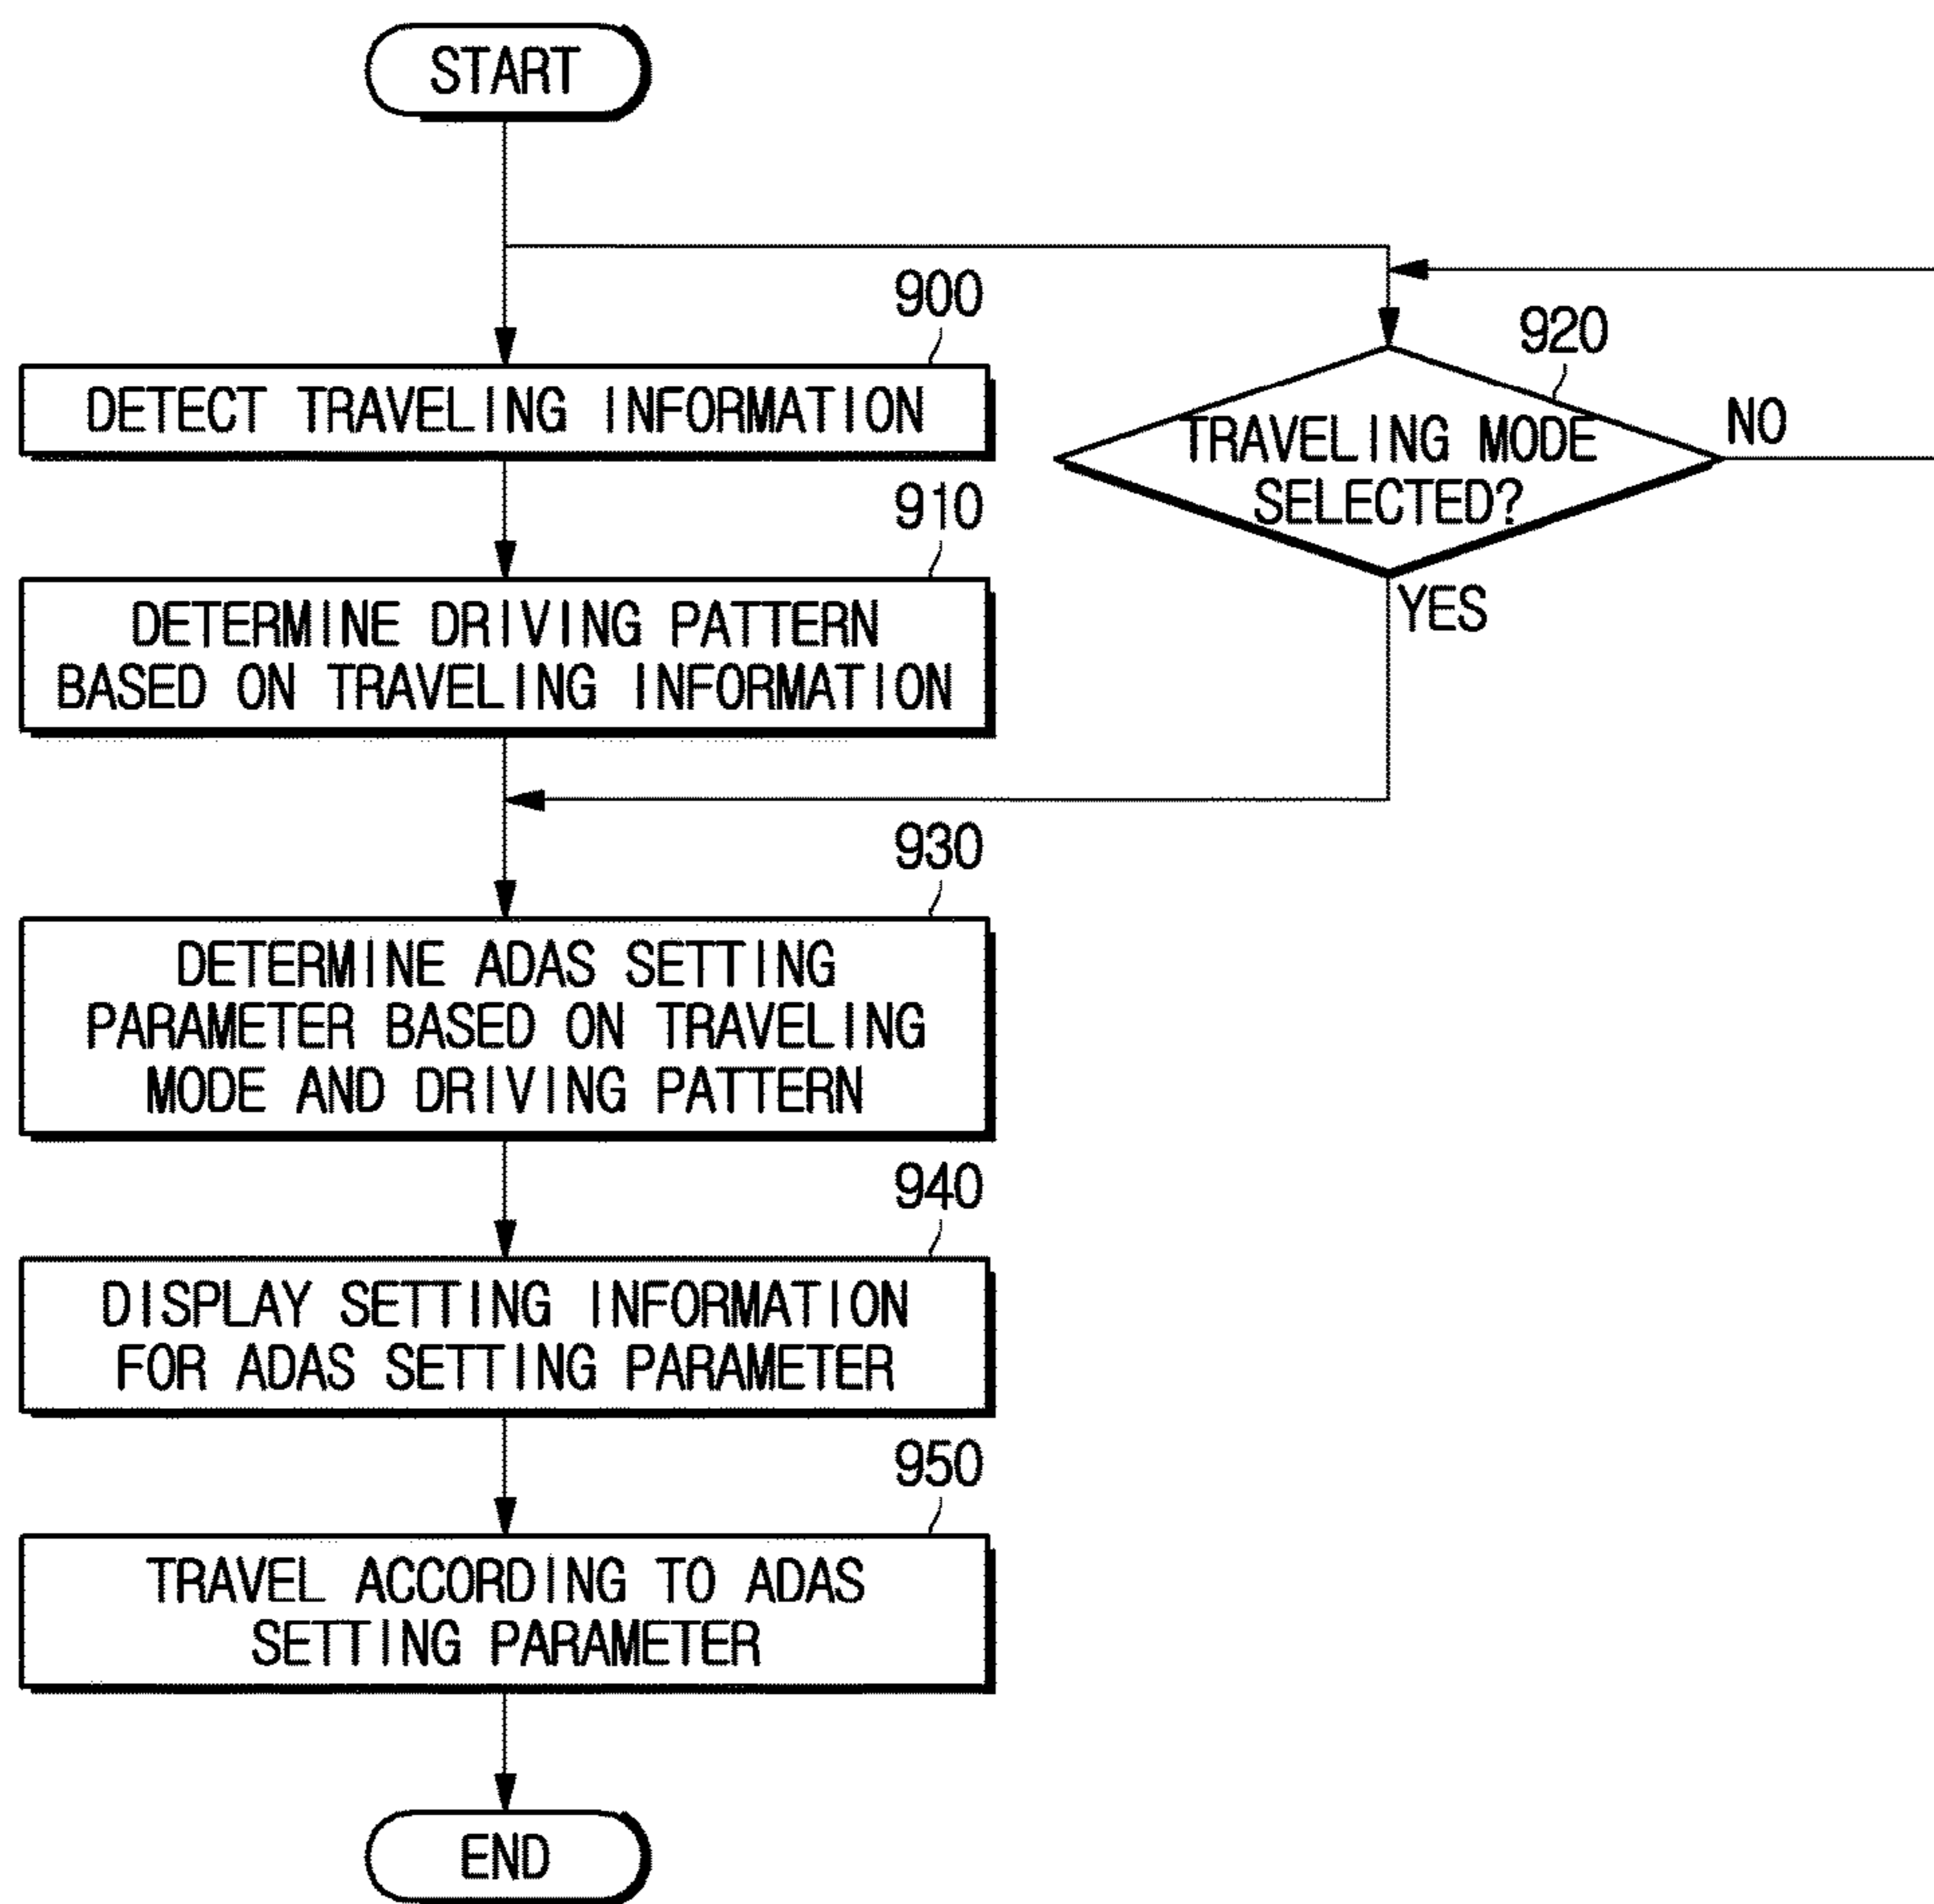 START
900
DETECT TRAVELING INFORMATION
910
DETERMINE DRIVING PATTERN
BASED ON TRAVELING INFORMATION
920
TRAVELING MODE
SELECTED?
NO
YES
930
DETERMINE ADAS SETTING
PARAMETER BASED ON TRAVELING
MODE AND DRIVING PATTERN
940
DISPLAY SETTING INFORMATION
FOR ADAS SETTING PARAMETER
950
TRAVEL ACCORDING TO ADAS
SETTING PARAMETER
END